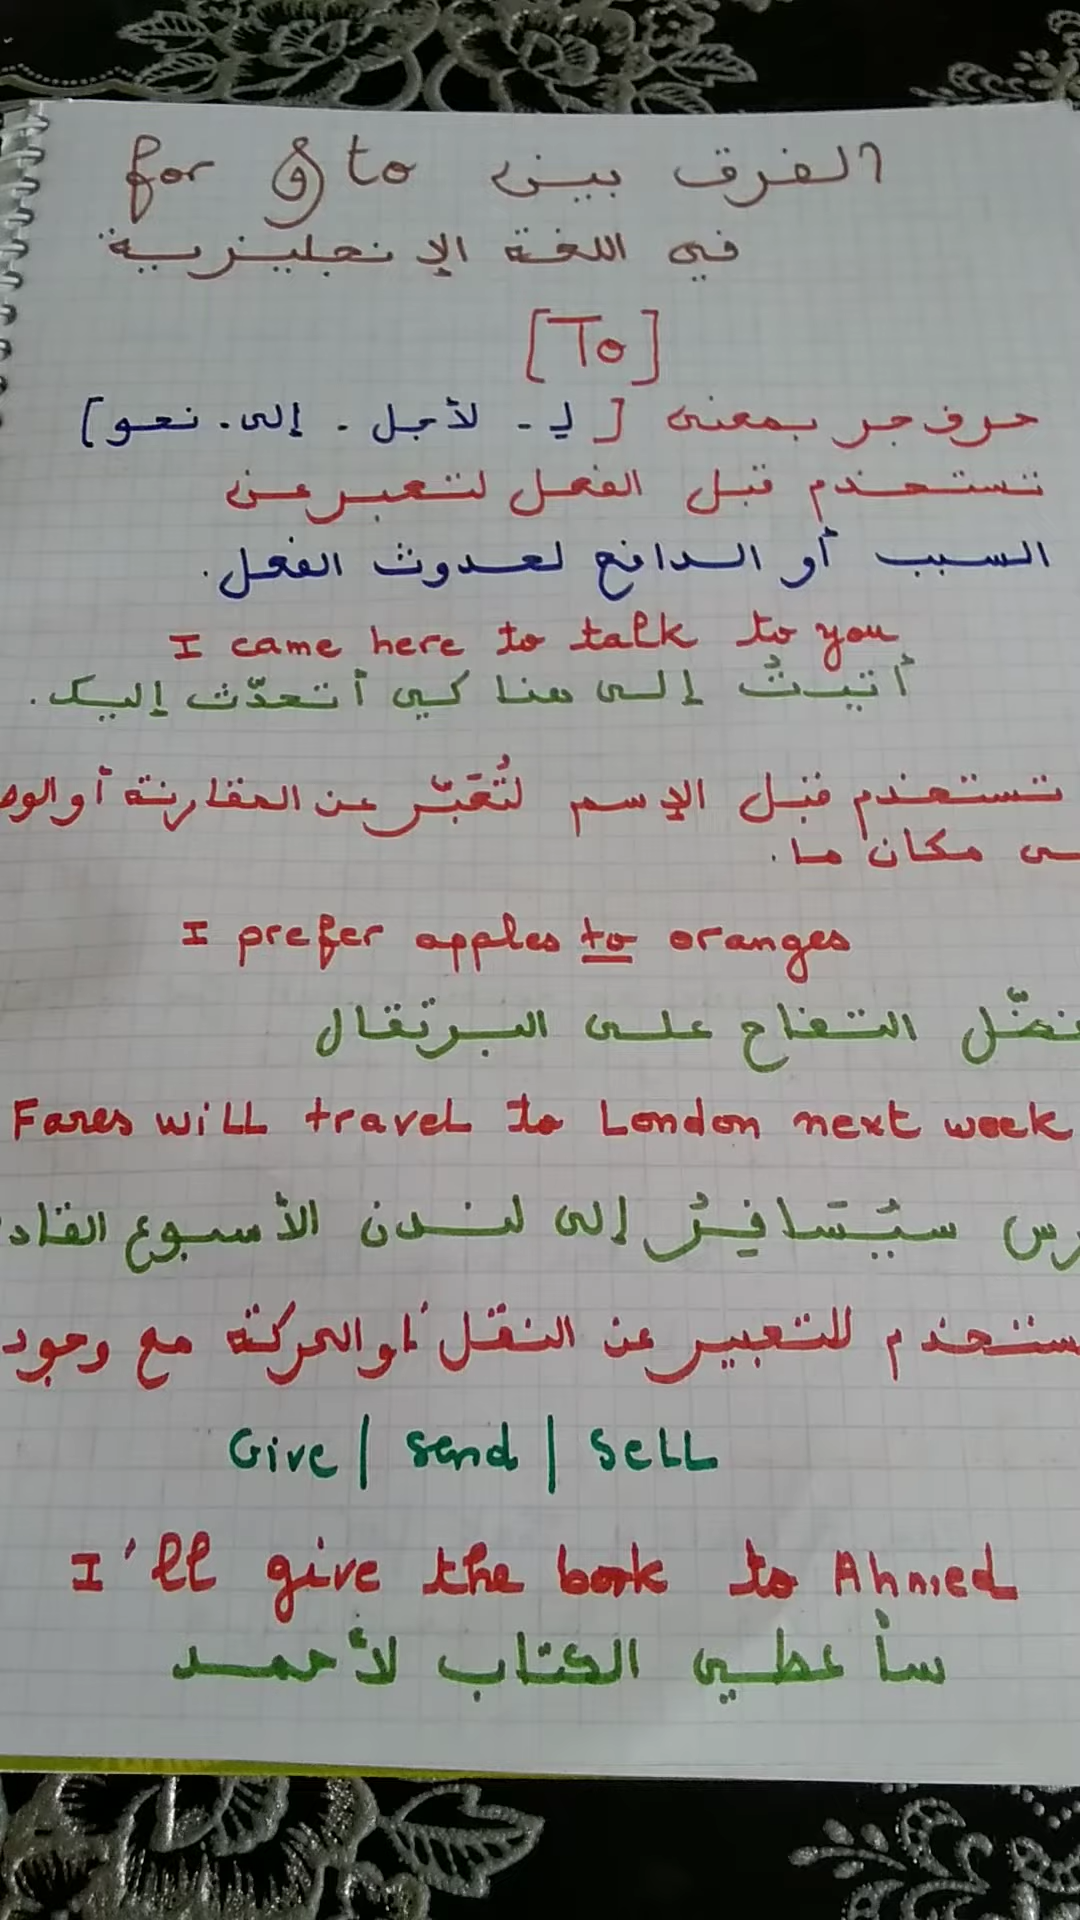 الفرق بين to و for
في اللغة الإنجليزية
[To]
حرف جر بمعنى [لِ - لأجل - إلى - نحو]
تستخدم قبل الفعل لتعبر عن
السبب أو الدافع لحدوث الفعل.
I came here to talk to you
أتيتُ إلى هنا كي أتحدّث إليك.
تستخدم قبل الإسم لتُعَبّر عن المقارنة أو
مكان ما.
I prefer apples to oranges
التفاح على البرتقال
Fares will travel to London next week
سيُسَافِرُ إلى لندن الأسبوع
للتعبير عن النقل أو الحركة مع وجود
Give | send | sell
I'll give the book to Ahmed
سأعطي الكتاب لأحمد